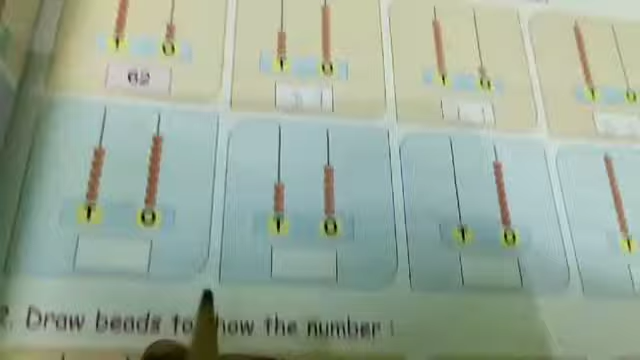 T O T O T O T O
62
T O T O T O T
2. Draw beads to show the number :